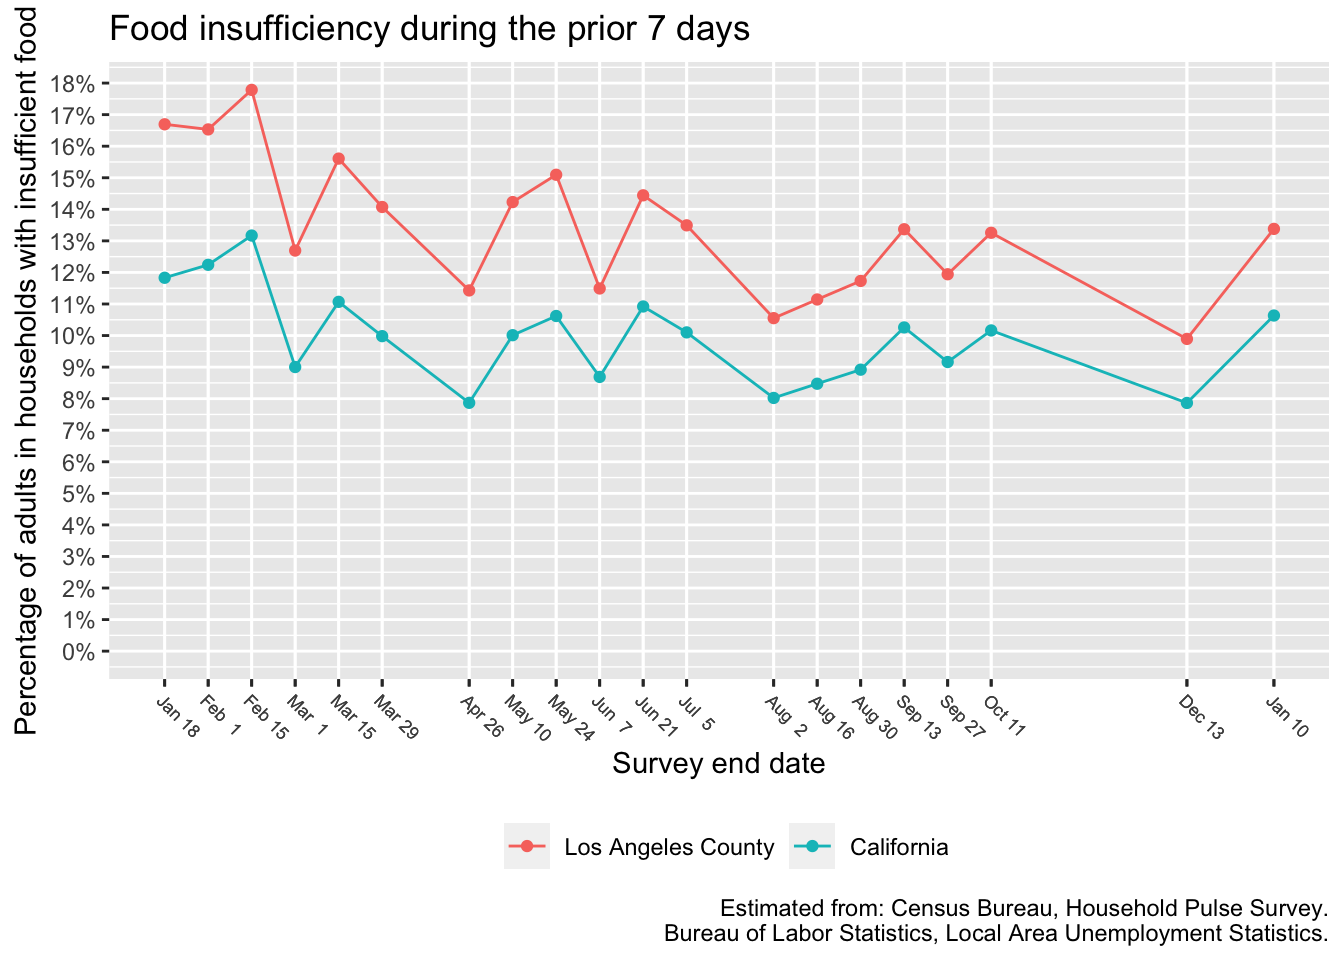 Food insufficiency during the prior 7 days
Percentage of adults in households with insufficient food
18%
17%
16%
15%
14%
13%
12%
11%
10%
9%
8%
7%
6%
5%
4%
3%
2%
1%
0%
Jan 18
Feb 1
Feb 15
Mar 1
Mar 15
Mar 29
Apr 26
May 10
May 24
Jun 7
Jun 21
Jul 5
Aug 2
Aug 16
Aug 30
Sep 13
Sep 27
Oct 11
Dec 13
Jan 10
Survey end date
Los Angeles County
California
Estimated from: Census Bureau, Household Pulse Survey.
Bureau of Labor Statistics, Local Area Unemployment Statistics.